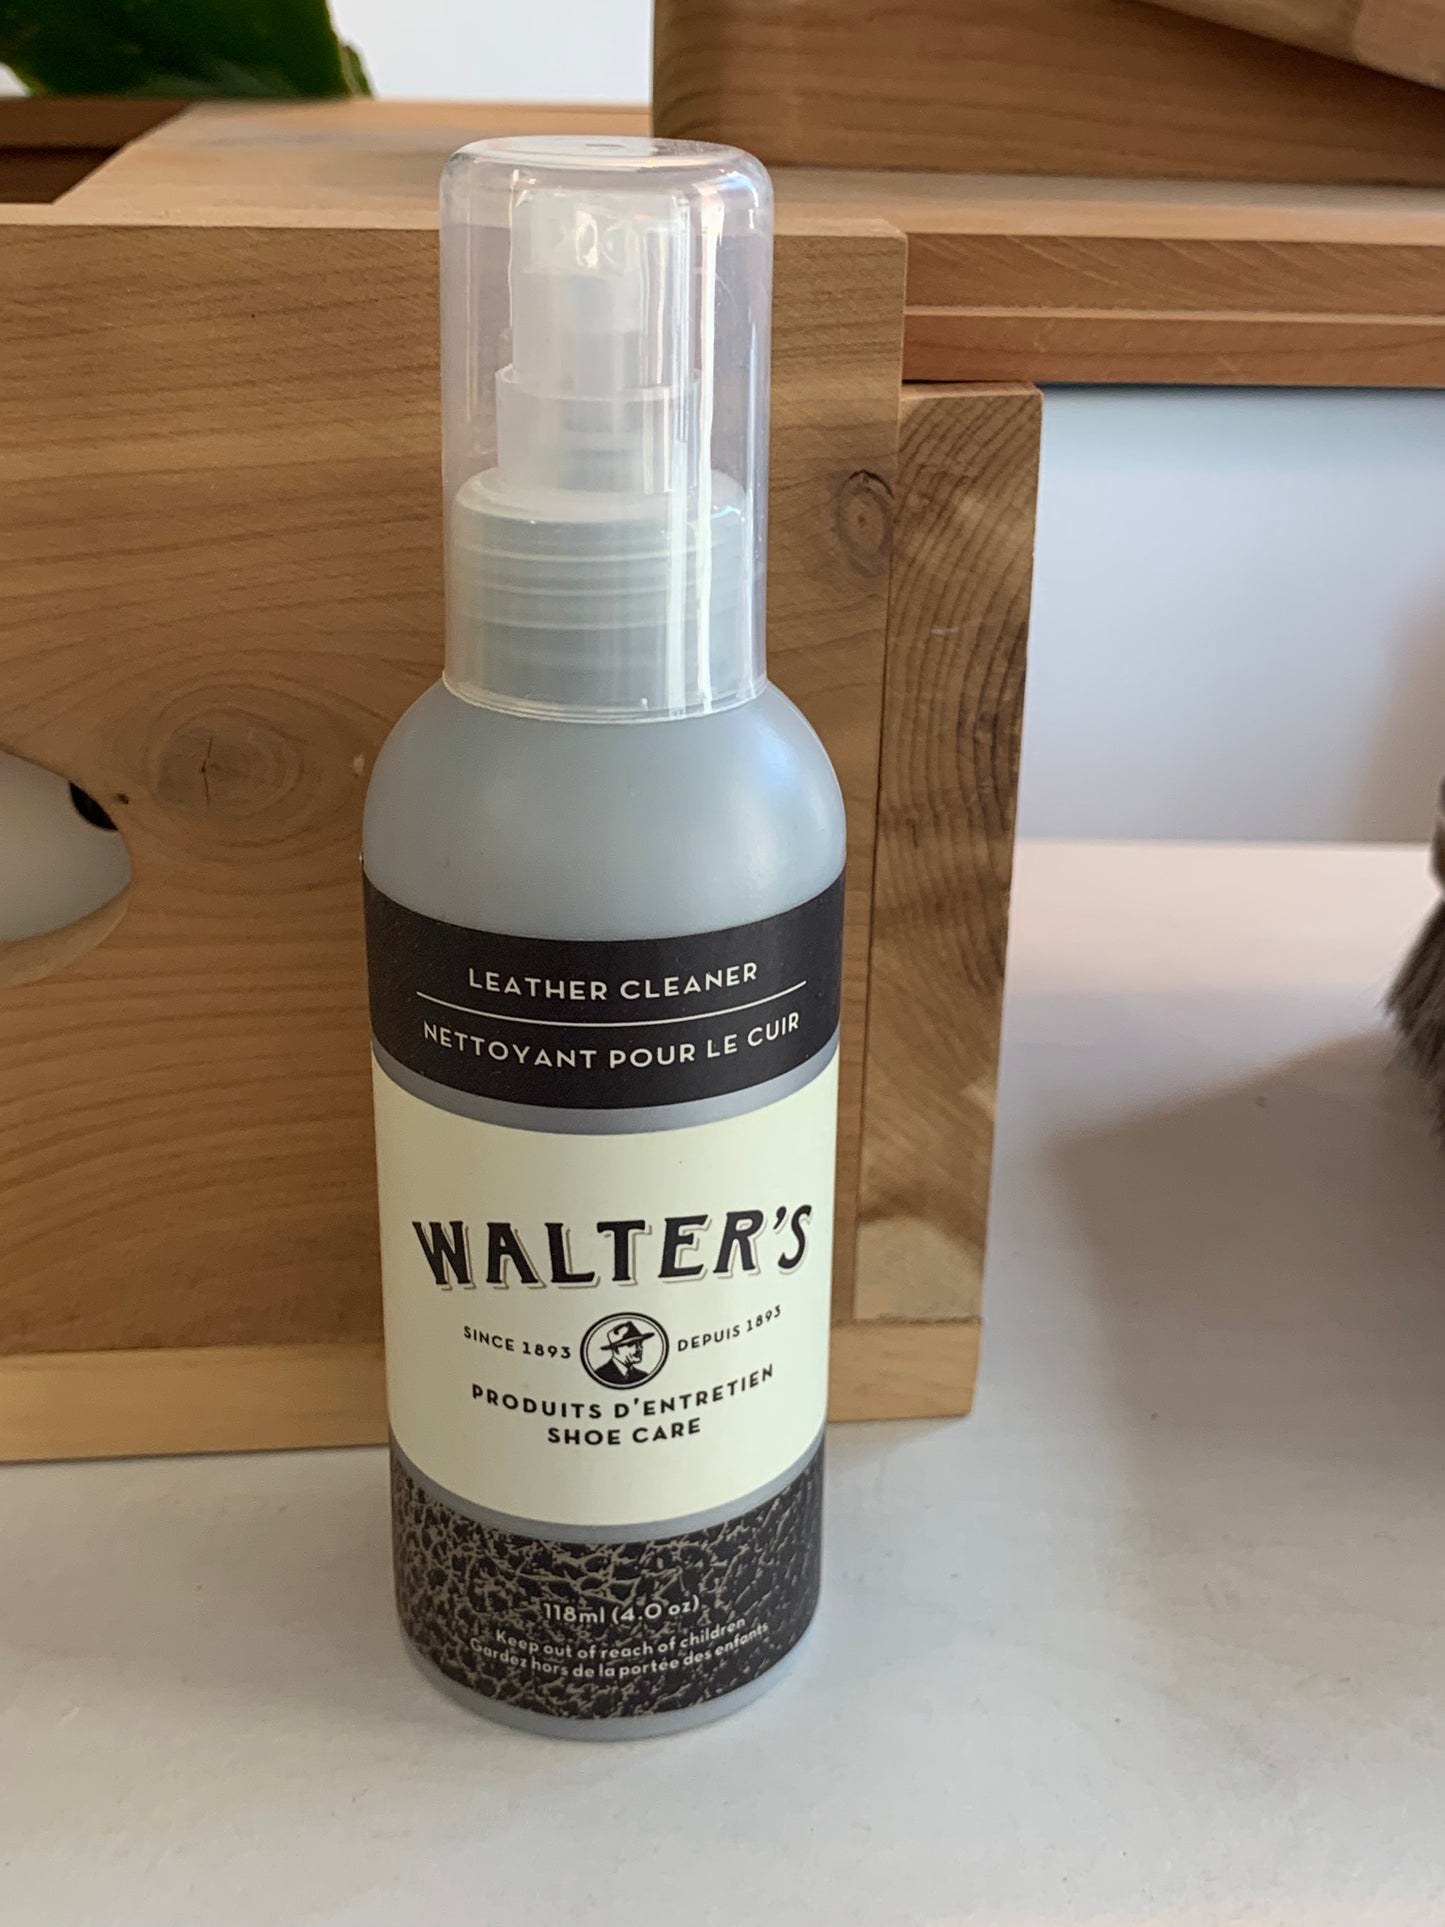 LEATHER CLEANER
NETTOYANT POUR LE CUIR
WALTER'S
SINCE 1893 DEPUIS 1893
PRODUITS D'ENTRETIEN
SHOE CARE
118ml (4.0 oz)
Keep out of reach of children
Gardez hors de la portée des enfants